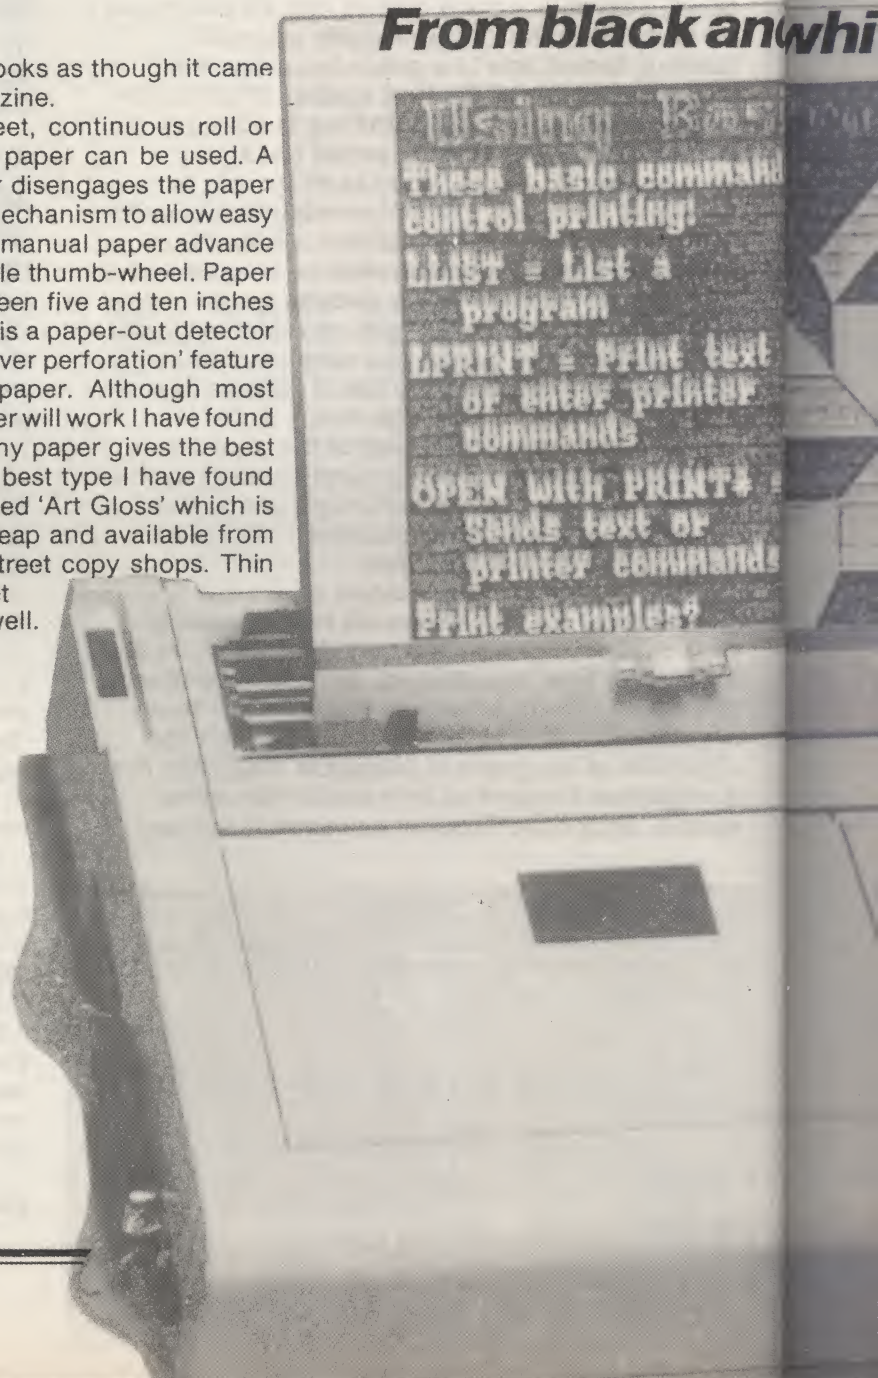 From black an whi
ooks as though it came
zine.
eet, continuous roll or
paper can be used. A
r disengages the paper
echanism to allow easy
manual paper advance
le thumb-wheel. Paper
een five and ten inches
is a paper-out detector
ver perforation' feature
paper. Although most
er will work I have found
ny paper gives the best
best type I have found
ed 'Art Gloss' which is
eap and available from
treet copy shops. Thin
et
vell.
Using Bas
These basic command
control printing:
LLIST = List a
program
LPRINT = Print text
or enter printer
commands
OPEN with PRINT#
Sends text or
printer commands
Print examples?